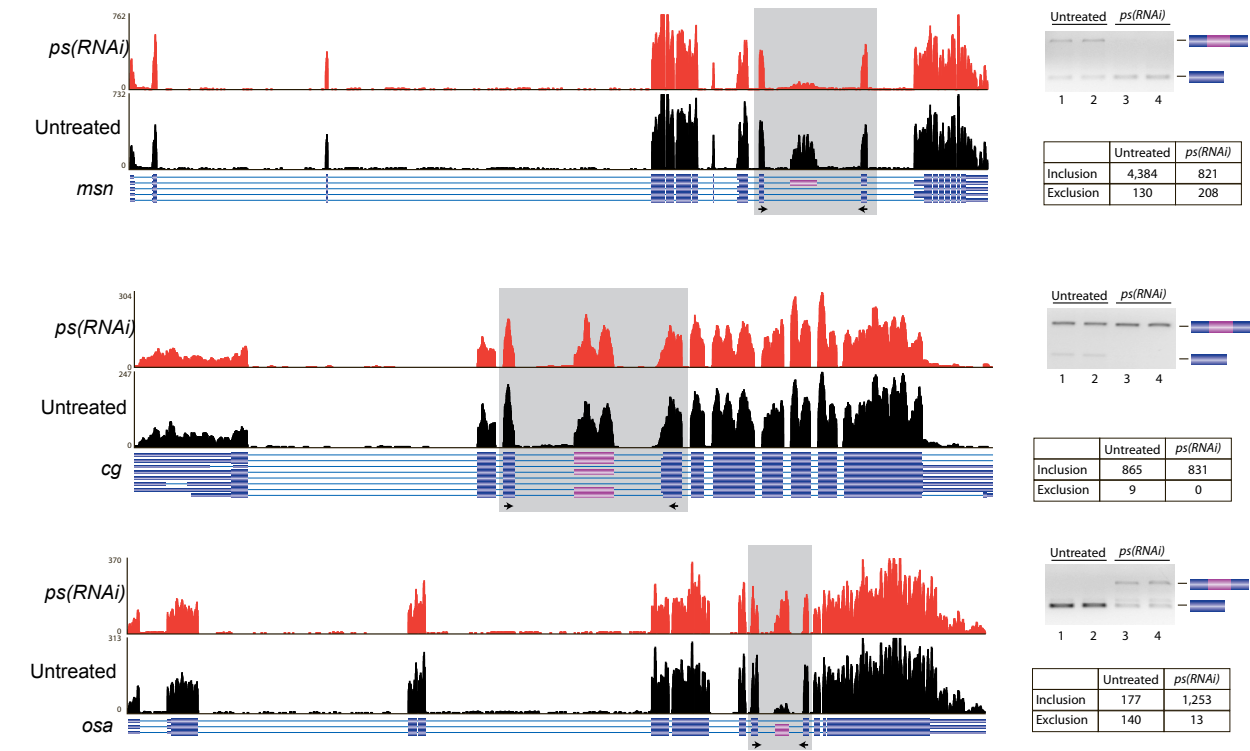 762
ps(RNAi)
0
732
Untreated
0
msn
Untreated ps(RNAi)
1 2 3 4
Untreated ps(RNAi)
Inclusion 4,384 821
Exclusion 130 208
304
ps(RNAi)
0
247
Untreated
0
cg
Untreated ps(RNAi)
1 2 3 4
Untreated ps(RNAi)
Inclusion 865 831
Exclusion 9 0
370
ps(RNAi)
0
313
Untreated
0
osa
Untreated ps(RNAi)
1 2 3 4
Untreated ps(RNAi)
Inclusion 177 1,253
Exclusion 140 13